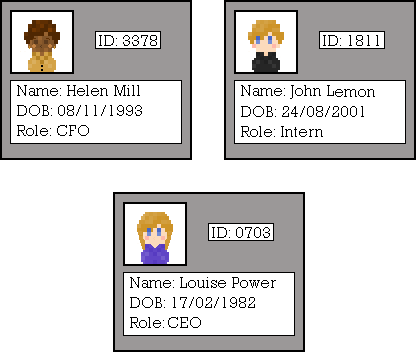 ID: 3378
Name: Helen Mill
DOB: 08/11/1993
Role: CFO
ID: 1811
Name: John Lemon
DOB: 24/08/2001
Role: Intern
ID: 0703
Name: Louise Power
DOB: 17/02/1982
Role: CEO